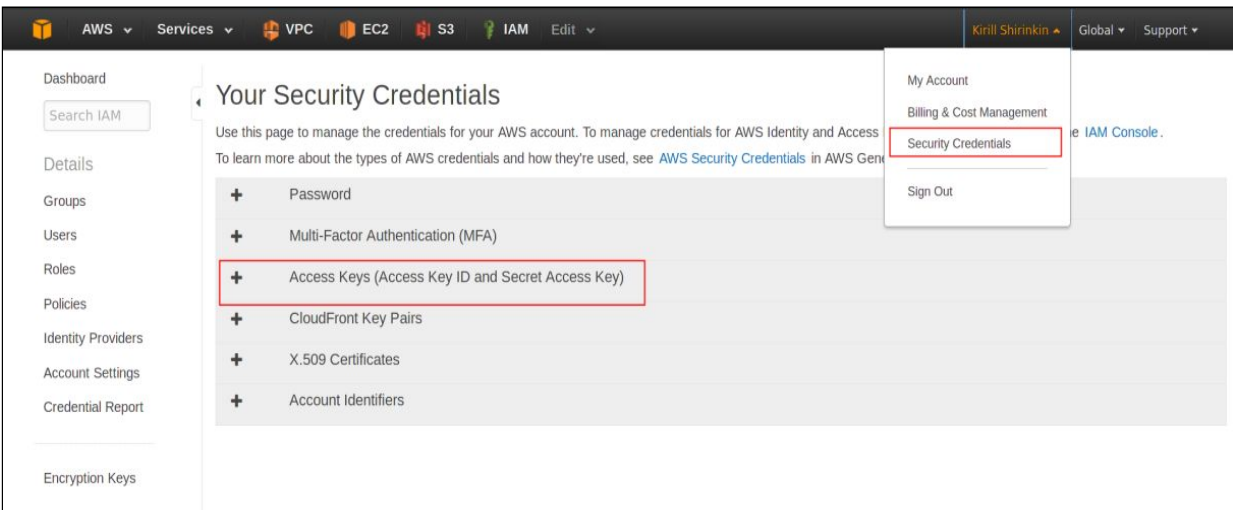 AWS Services VPC EC2 S3 IAM Edit Kirill Shirinkin Global Support
My Account
Billing & Cost Management
Security Credentials
Sign Out
Dashboard
Search IAM
Details
Groups
Users
Roles
Policies
Identity Providers
Account Settings
Credential Report
Encryption Keys
Your Security Credentials
Use this page to manage the credentials for your AWS account. To manage credentials for AWS Identity and Access IAM Console.
To learn more about the types of AWS credentials and how they're used, see AWS Security Credentials in AWS
Password
Multi-Factor Authentication (MFA)
Access Keys (Access Key ID and Secret Access Key)
CloudFront Key Pairs
X.509 Certificates
Account Identifiers